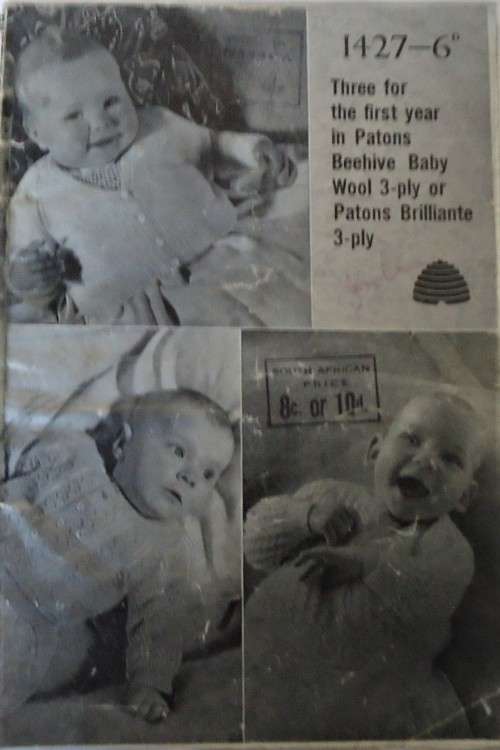 1427—6ᴰ
Three for
the first year
in Patons
Beehive Baby
Wool 3-ply or
Patons Brilliante
3-ply
SOUTH AFRICAN
PRICE
8c. or 10d.